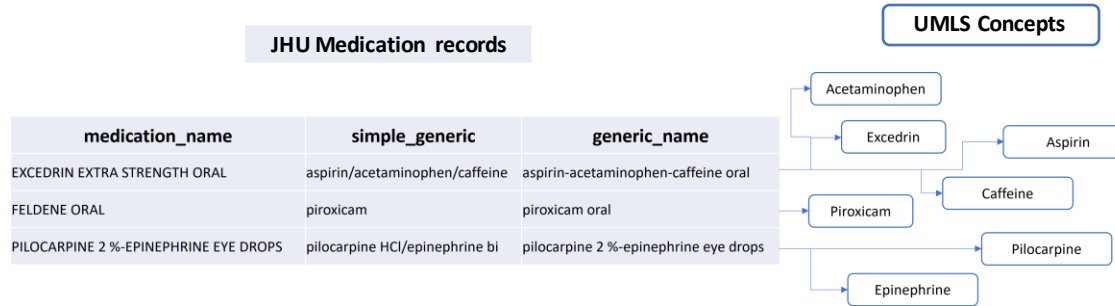 UMLS Concepts
JHU Medication records
Acetaminophen
medication_name simple_generic generic_name
Excedrin
Aspirin
EXCEDRIN EXTRA STRENGTH ORAL aspirin/acetaminophen/caffeine aspirin-acetaminophen-caffeine oral
Caffeine
FELDENE ORAL piroxicam piroxicam oral
Piroxicam
PILOCARPINE 2 %-EPINEPHRINE EYE DROPS pilocarpine HCl/epinephrine bi pilocarpine 2 %-epinephrine eye drops
Pilocarpine
Epinephrine